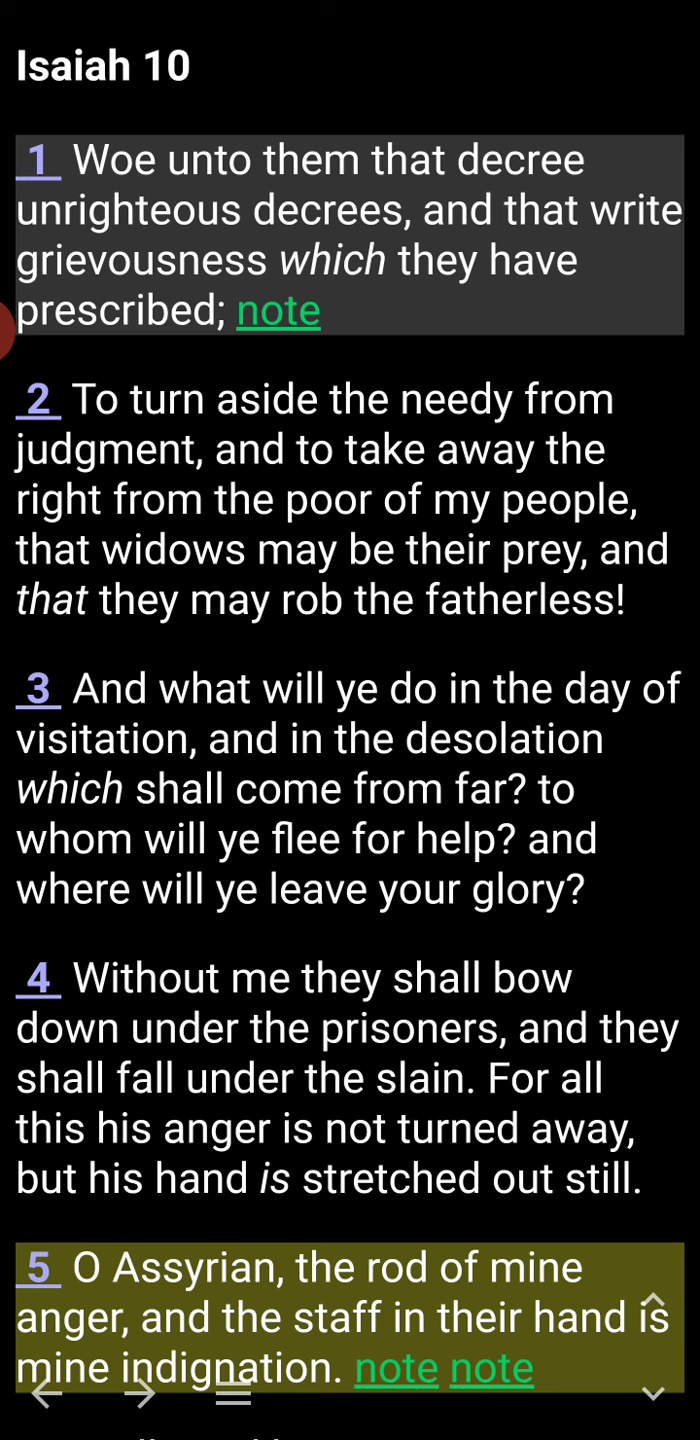 Isaiah 10
1 Woe unto them that decree
unrighteous decrees, and that write
grievousness which they have
prescribed; note
2 To turn aside the needy from
judgment, and to take away the
right from the poor of my people,
that widows may be their prey, and
that they may rob the fatherless!
3 And what will ye do in the day of
visitation, and in the desolation
which shall come from far? to
whom will ye flee for help? and
where will ye leave your glory?
4 Without me they shall bow
down under the prisoners, and they
shall fall under the slain. For all
this his anger is not turned away,
but his hand is stretched out still.
5 O Assyrian, the rod of mine
anger, and the staff in their hand is
mine indignation. note note